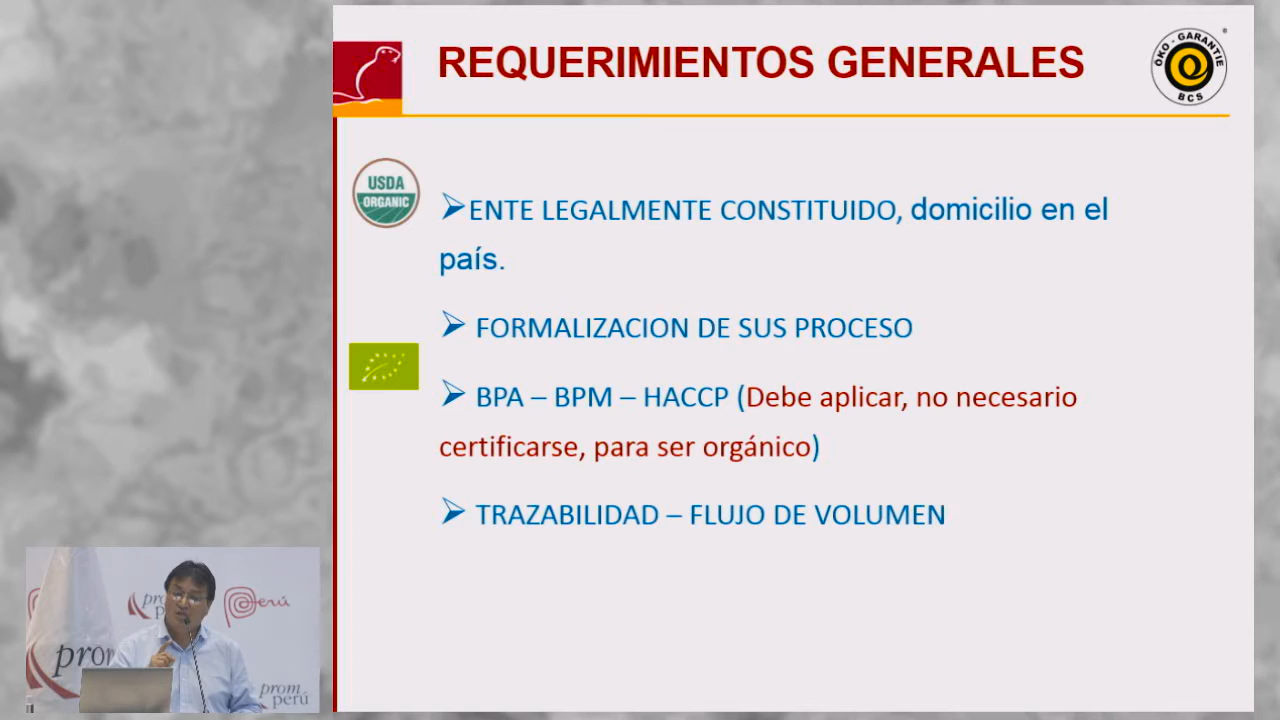 REQUERIMIENTOS GENERALES
ÖKO - GARANTIE
BCS
®
USDA
ORGANIC
➢ENTE LEGALMENTE CONSTITUIDO, domicilio en el
país.
➢ FORMALIZACION DE SUS PROCESO
➢ BPA – BPM – HACCP (Debe aplicar, no necesario
certificarse, para ser orgánico)
➢ TRAZABILIDAD – FLUJO DE VOLUMEN
Perú
prom
perú